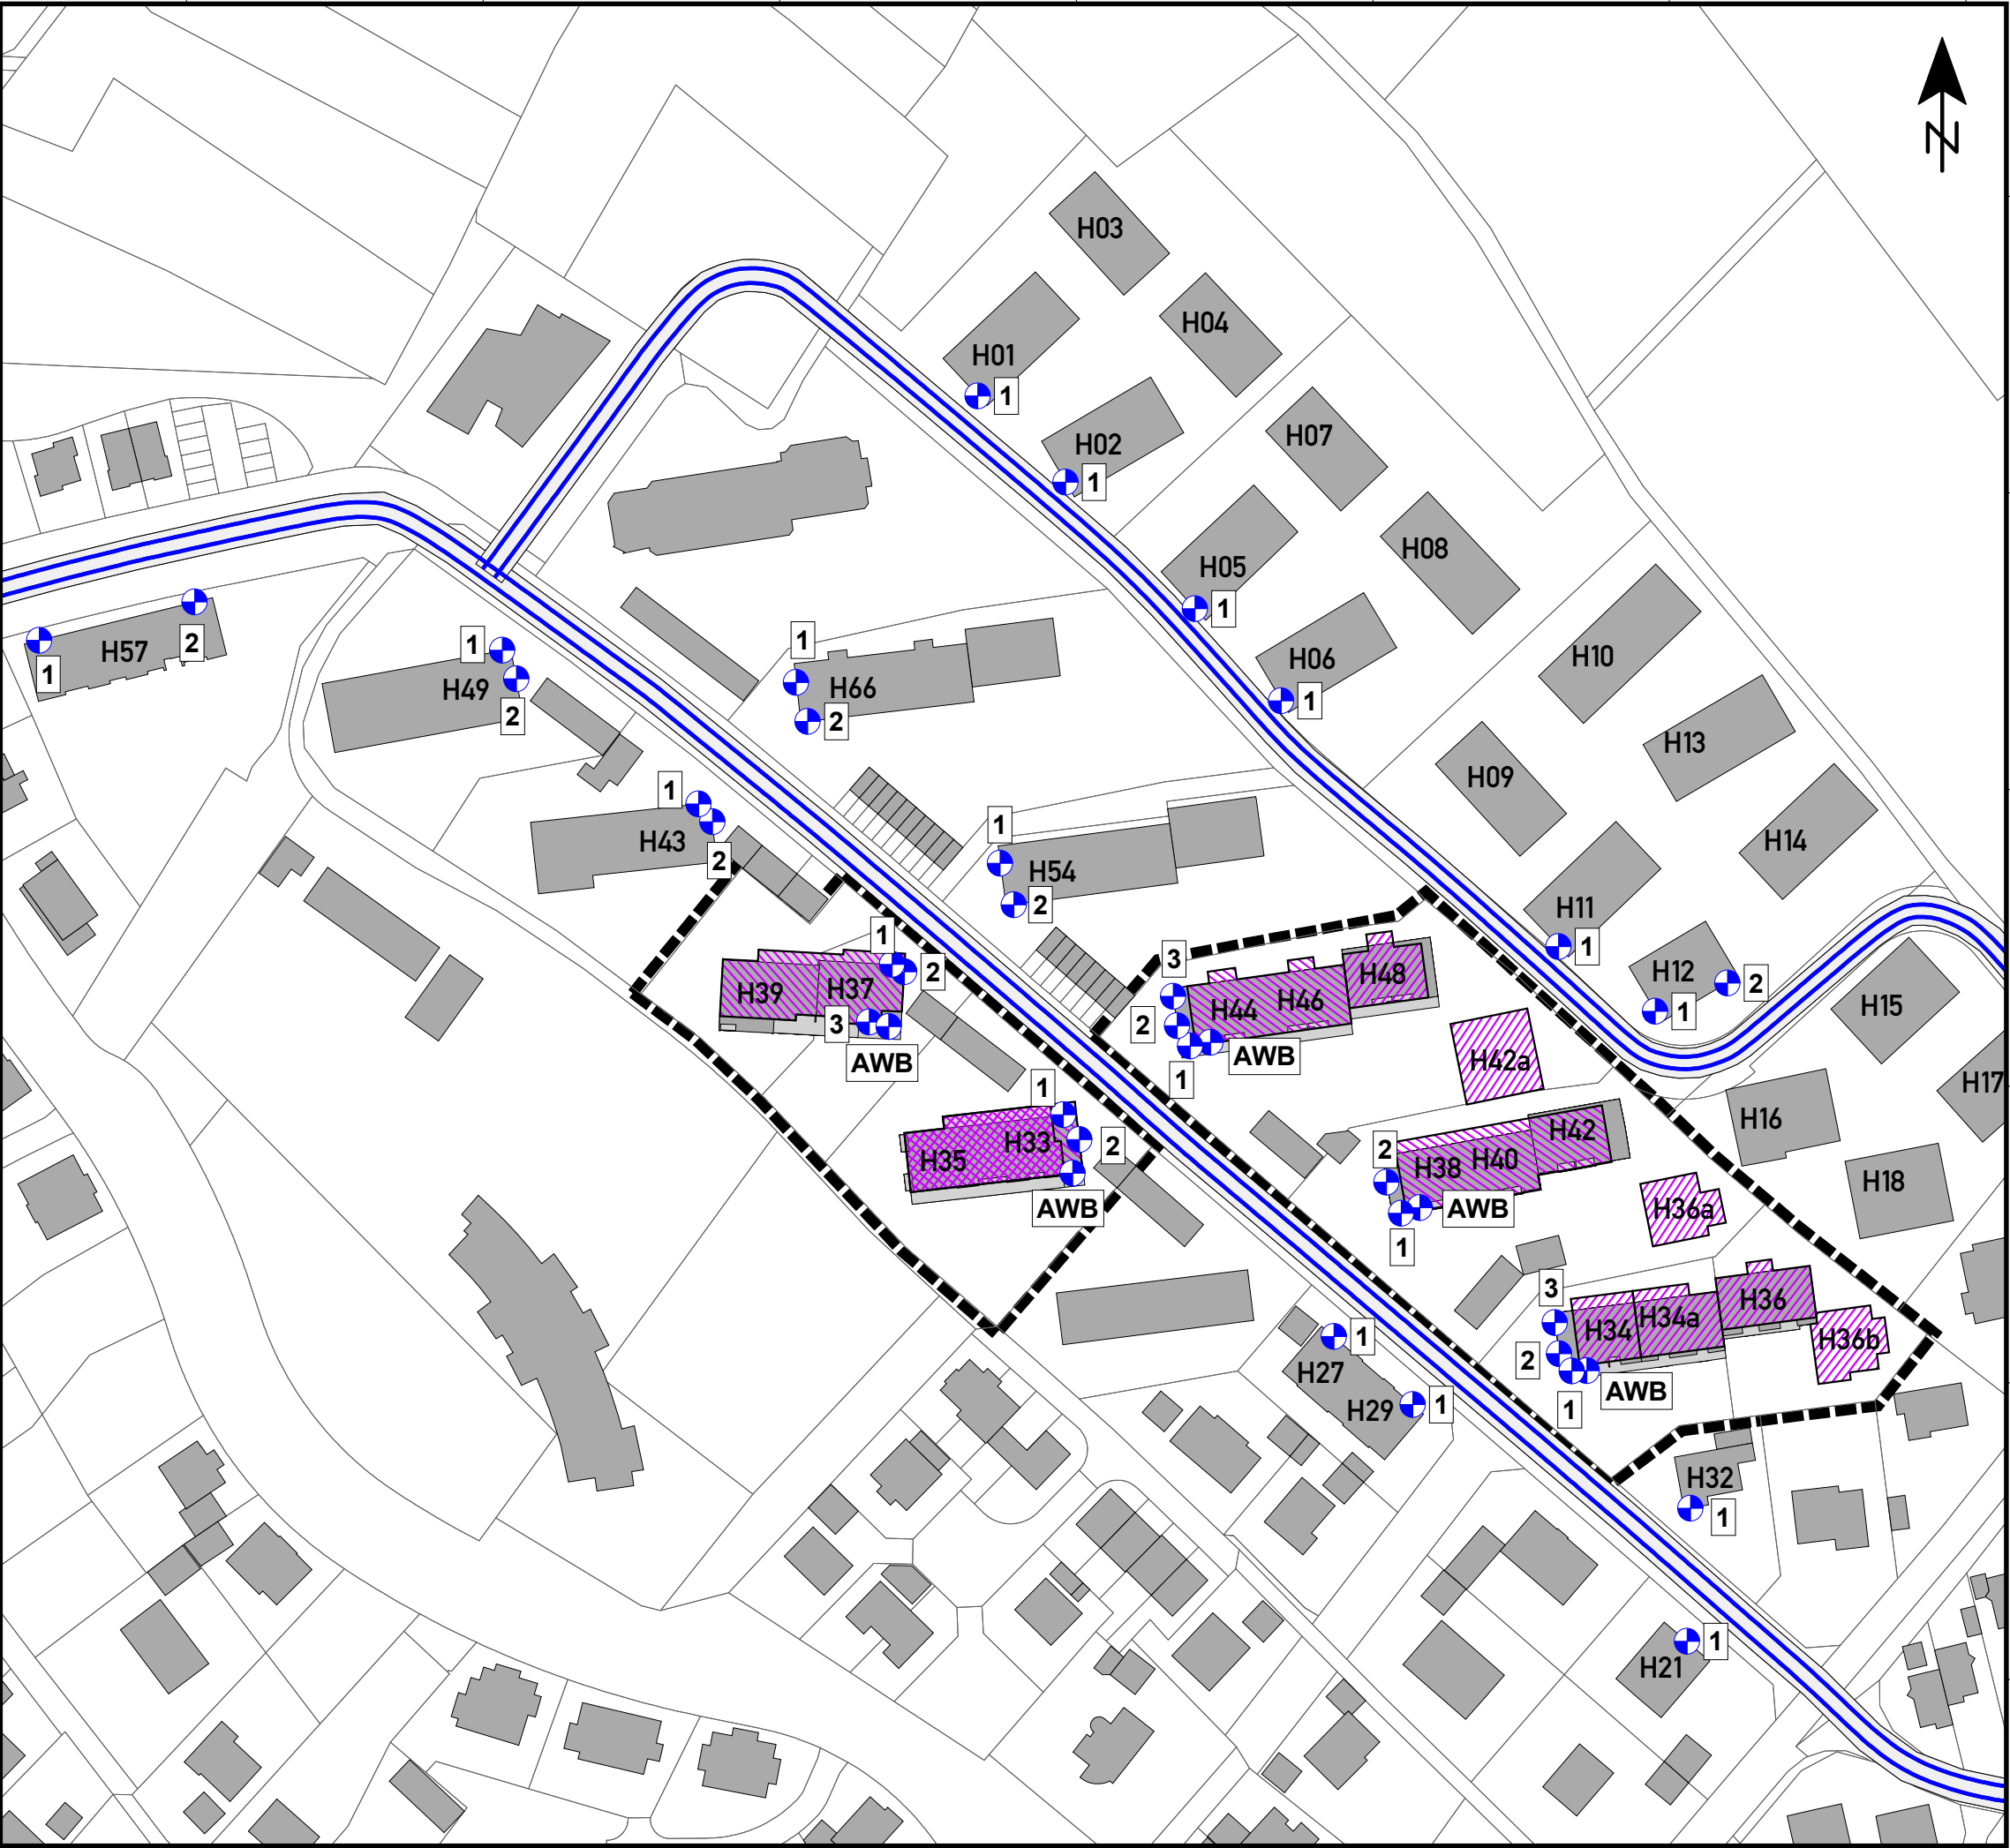 N
H03
H04
H01
1
H02
1
H07
H08
H05
1
H06
1
H10
H13
H09
H14
H11
1
H12
2
1
H15
H17
H16
H18
H57
1
2
1
H49
2
1
H66
2
1
H43
2
1
H54
2
1
2
H39
H37
3
AWB
3
H44
H46
H48
2
1
AWB
H42a
1
H35
H33
2
AWB
2
H38
H40
H42
1
AWB
H36a
3
H34
H34a
H36
H36b
2
1
AWB
H27
1
H29
1
H32
1
H21
1